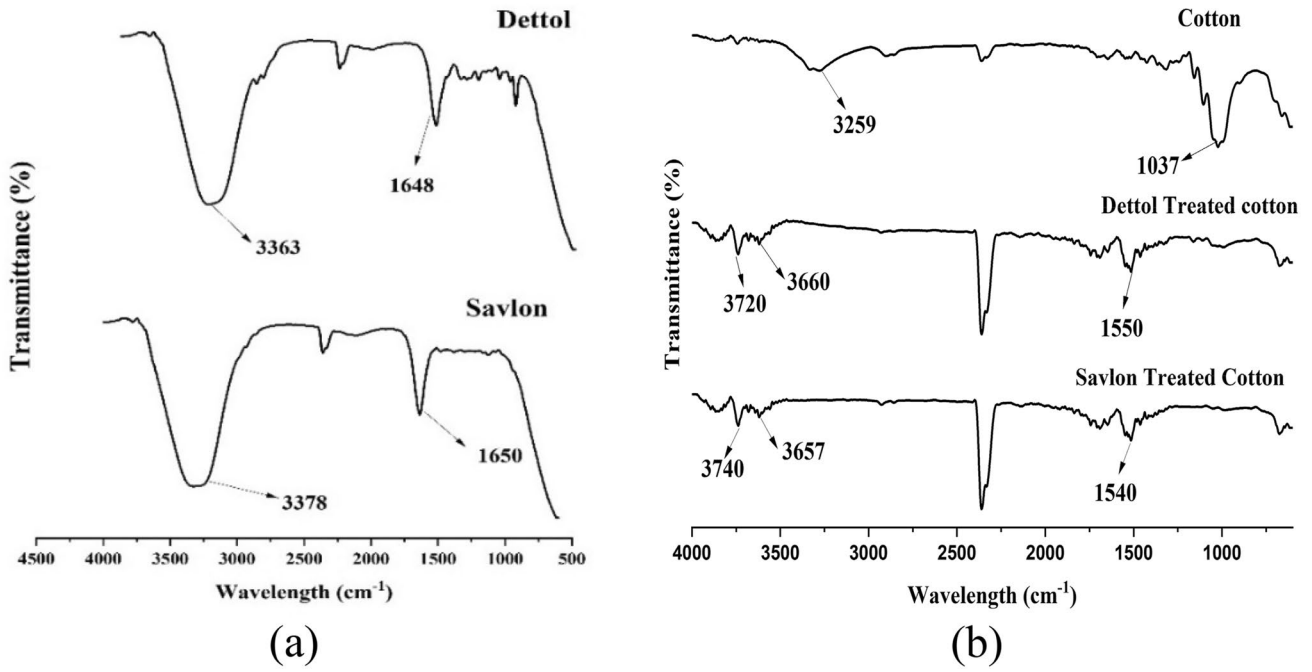 Dettol
1648
3363
Savlon
1650
3378
Transmittance (%)
4500 4000 3500 3000 2500 2000 1500 1000 500
Wavelength (cm⁻¹)
(a)
Cotton
3259
1037
Dettol Treated cotton
3720
3660
1550
Savlon Treated Cotton
3740
3657
1540
Transmittance (%)
4000 3500 3000 2500 2000 1500 1000
Wavelength (cm⁻¹)
(b)